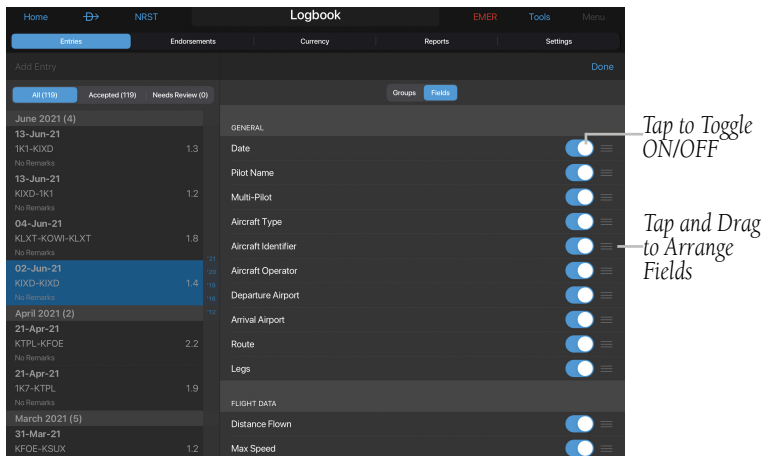 Home
NRST
Logbook
EMER
Tools
Menu
Entries
Endorsements
Currency
Reports
Settings
Add Entry
Done
All (119)
Accepted (119)
Needs Review (0)
Groups
Fields
June 2021 (4)
13-Jun-21
1K1-KIXD
1.3
No Remarks
13-Jun-21
KIXD-1K1
1.2
No Remarks
04-Jun-21
KLXT-KOWI-KLXT
1.8
No Remarks
02-Jun-21
KIXD-KIXD
1.4
No Remarks
April 2021 (2)
21-Apr-21
KTPL-KFOE
2.2
No Remarks
21-Apr-21
1K7-KTPL
1.9
No Remarks
March 2021 (5)
31-Mar-21
KFOE-KSUX
1.2
'21
'20
'19
'16
'12
GENERAL
Date
Pilot Name
Multi-Pilot
Aircraft Type
Aircraft Identifier
Aircraft Operator
Departure Airport
Arrival Airport
Route
Legs
FLIGHT DATA
Distance Flown
Max Speed
Tap to Toggle
ON/OFF
Tap and Drag
to Arrange
Fields